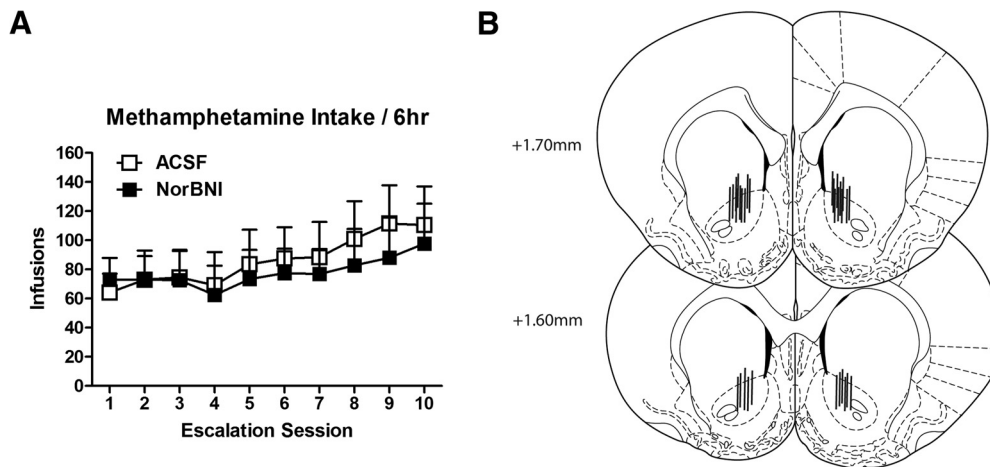 A
B
Methamphetamine Intake / 6hr
160
140
120
100
80
60
40
20
0
ACSF
NorBNI
Infusions
1 2 3 4 5 6 7 8 9 10
Escalation Session
+1.70mm
+1.60mm